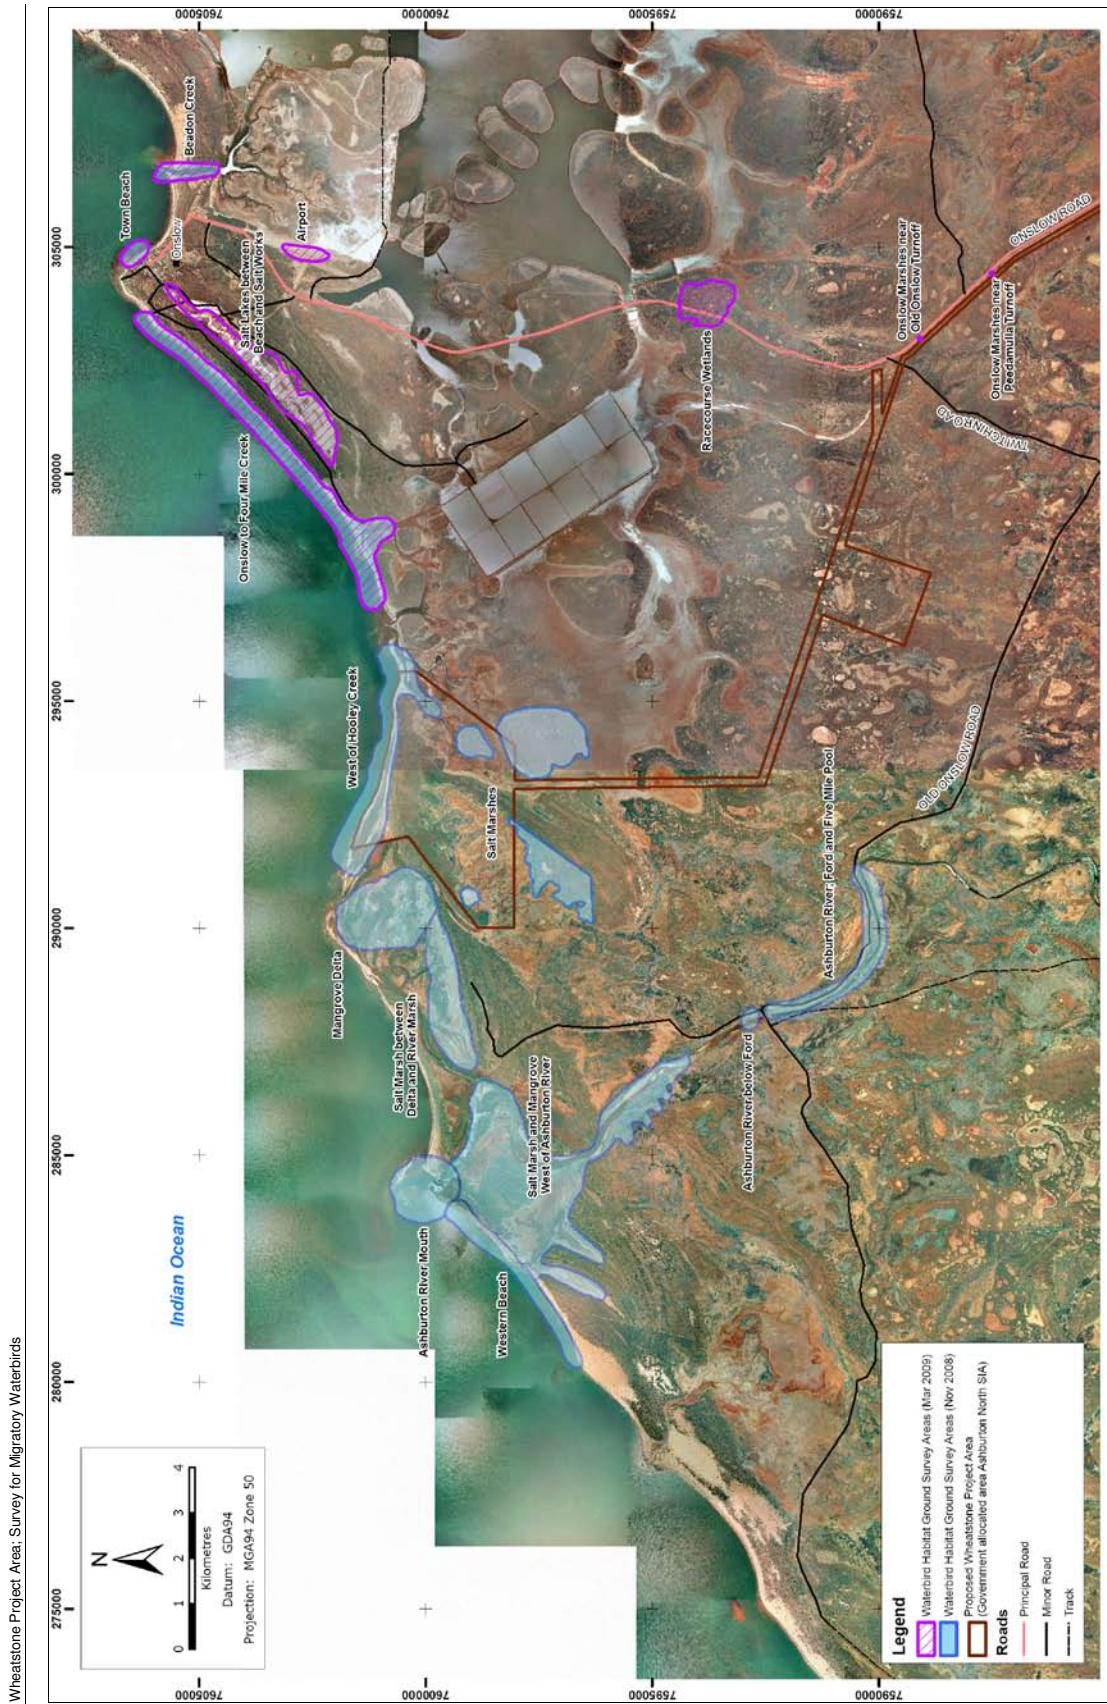 Wheatstone Project Area; Survey for Migratory Waterbirds
275000
280000
285000
290000
295000
300000
305000
7605000
7600000
7595000
7590000
7605000
7600000
7595000
7590000
N
0 1 2 3 4
Kilometres
Datum: GDA94
Projection: MGA94 Zone 50
Indian Ocean
Town Beach
Beadon Creek
Onslow
Airport
Salt Lakes between
Beach and Salt Works
Onslow to Four Mile Creek
West of Hooley Creek
Mangrove Delta
Salt Marsh between
Delta and River Marsh
Salt Marshes
Ashburton River Mouth
Western Beach
Salt Marsh and Mangrove
West of Ashburton River
Racecourse Wetlands
Onslow Marshes near
Old Onslow Turnoff
Onslow Marshes near
Peedamulla Turnoff
Ashburton River below Ford
Ashburton River; Ford and Five Mile Pool
ONSLOW ROAD
TWITCHIN ROAD
OLD ONSLOW ROAD
Legend
Waterbird Habitat Ground Survey Areas (Mar 2009)
Waterbird Habitat Ground Survey Areas (Nov 2008)
Proposed Wheatstone Project Area
(Government allocated area Ashburton North SIA)
Roads
Principal Road
Minor Road
Track